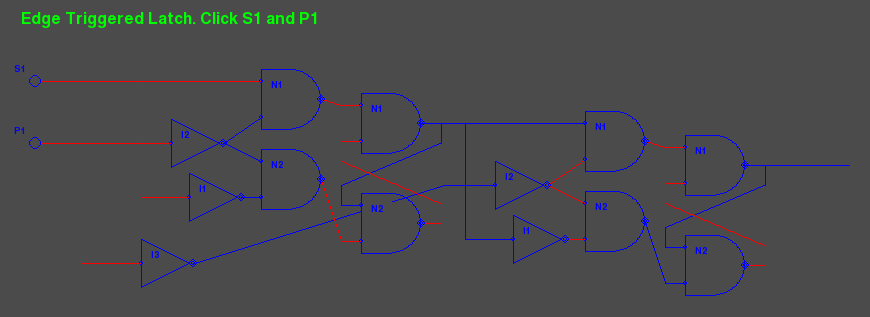 Edge Triggered Latch. Click S1 and P1
S1
N1
N1
P1
I2
N1
N1
N2
I2
I1
N2
N2
I1
I3
N2